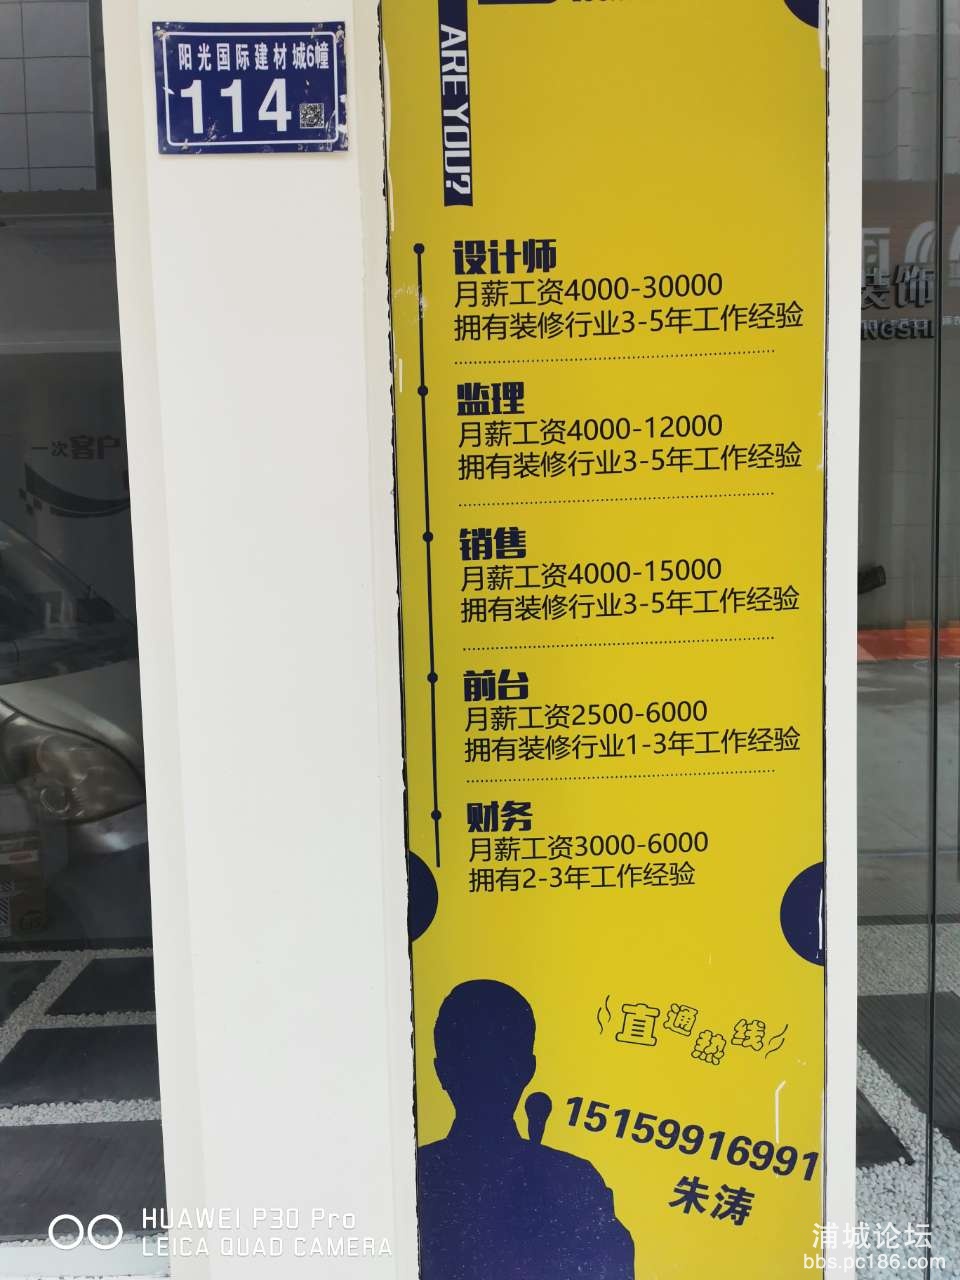 阳光国际建材城6幢
114
ARE YOU?
设计师
月薪工资4000-30000
拥有装修行业3-5年工作经验
监理
月薪工资4000-12000
拥有装修行业3-5年工作经验
销售
月薪工资4000-15000
拥有装修行业3-5年工作经验
前台
月薪工资2500-6000
拥有装修行业1-3年工作经验
财务
月薪工资3000-6000
拥有2-3年工作经验
直通热线
15159916991
朱涛
一次客户
装饰
NGSHI
HUAWEI P30 Pro
LEICA QUAD CAMERA
浦城论坛
bbs.pc186.com